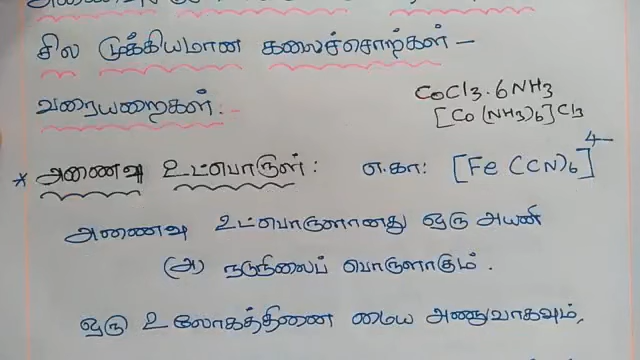 சில முக்கியமான கலைச்சொற்கள் -
வரையறைகள் :-
CoCl3 . 6NH3
[Co(NH3)6]Cl3
* அணைவு உட்பொருள் : எ.கா: [Fe(CN)6]4-
அணைவு உட்பொருளானது ஒரு அயனி
(அ) நடுநிலைப் பொருளாகும் .
ஒரு உலோகத்தினை மைய அணுவாகவும்,